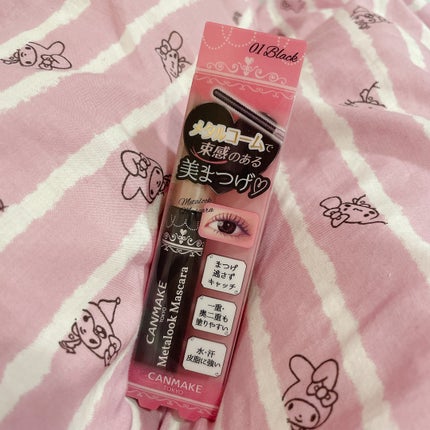 01 Black
メタルコームで
束感のある
美まつげ♡
Metalook
Mascara
まつげ
逃さず
キャッチ
一重・
奥二重も
塗りやすい
水・汗
皮脂に強い
CANMAKE
TOKYO
Metalook Mascara
CANMAKE
TOKYO